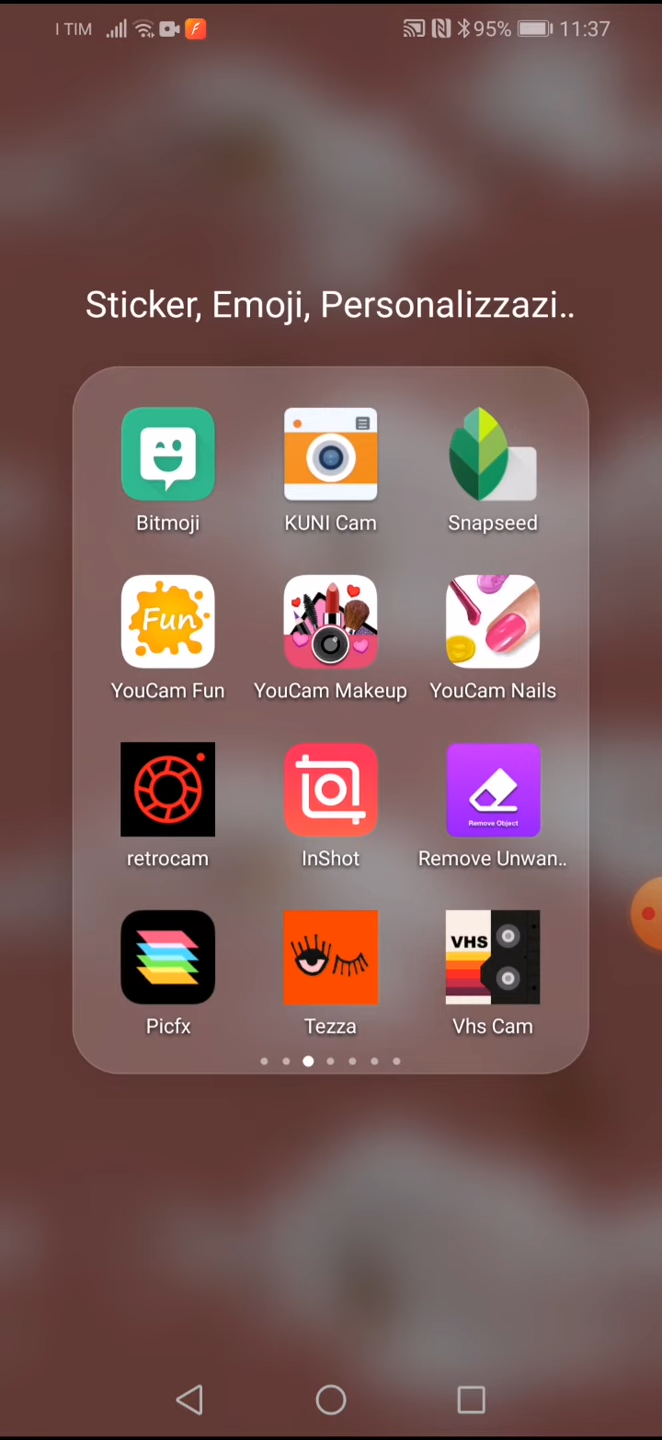 I TIM 95% 11:37
Sticker, Emoji, Personalizzazi..
Bitmoji KUNI Cam Snapseed
Fun
YouCam Fun YouCam Makeup YouCam Nails
Remove Object
retrocam InShot Remove Unwan..
VHS
Picfx Tezza Vhs Cam